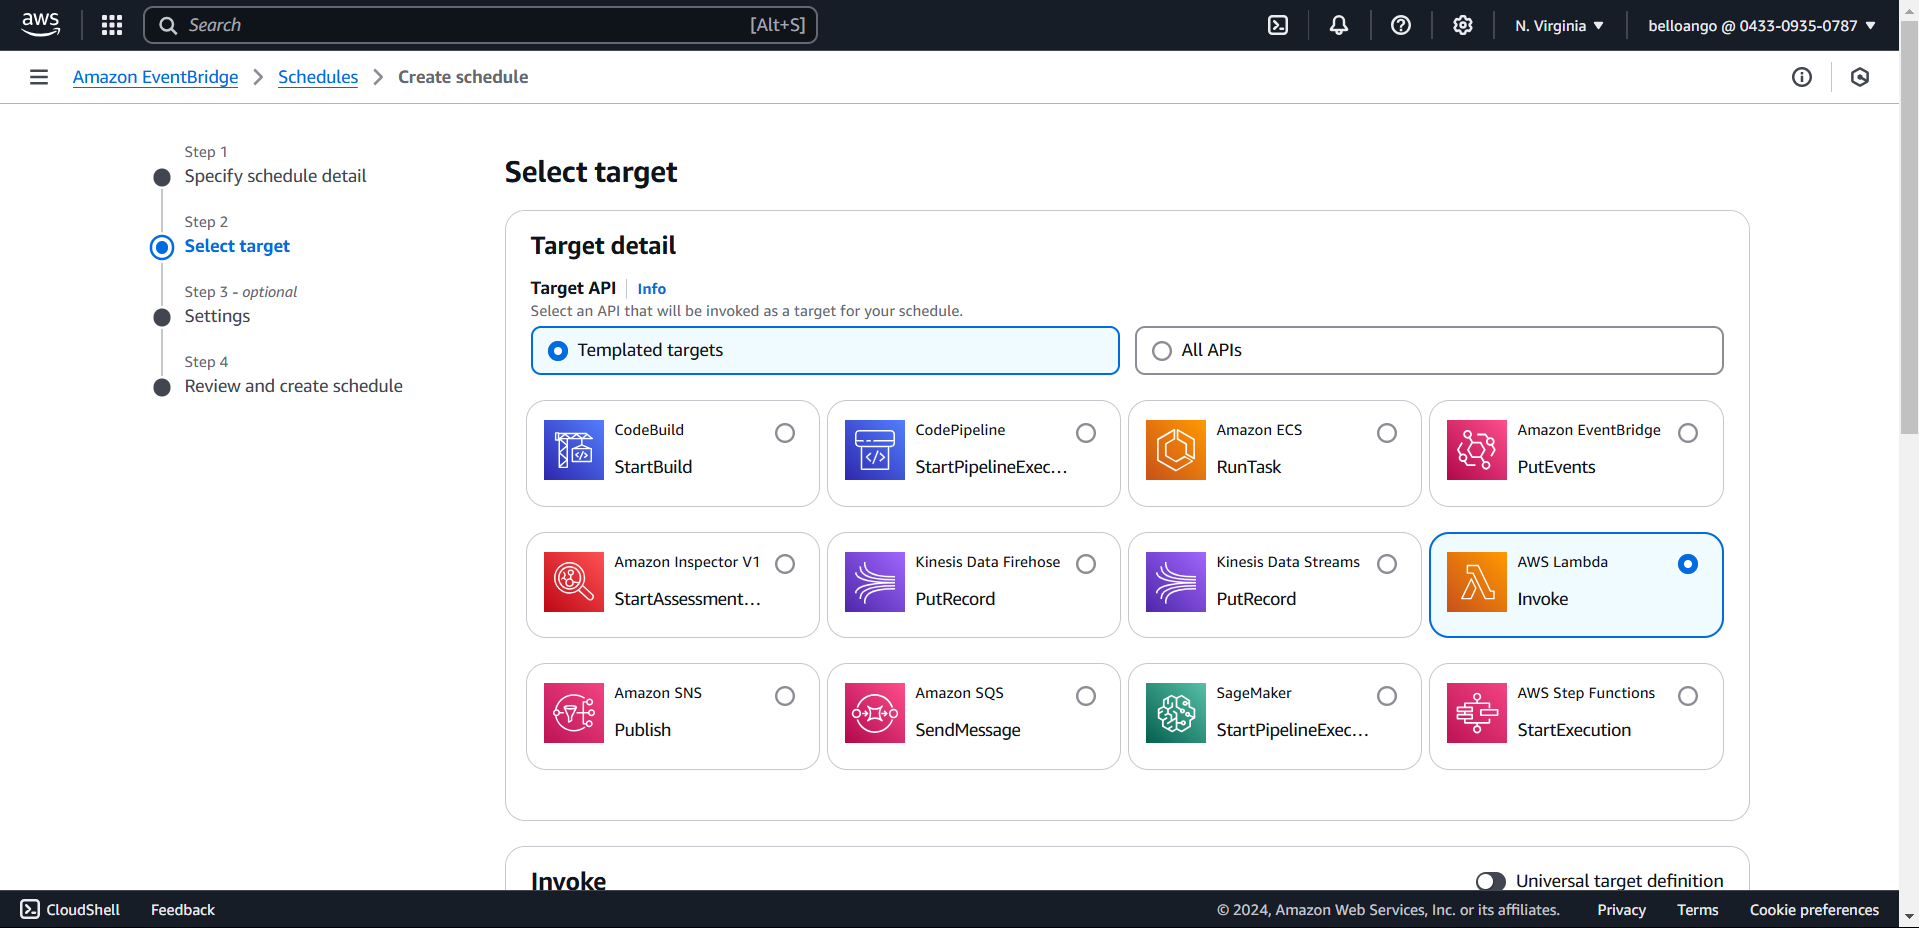 aws
Search
[Alt+S]
N. Virginia
belloango @ 0433-0935-0787
Amazon EventBridge
Schedules
Create schedule
Step 1
Specify schedule detail
Step 2
Select target
Step 3 - optional
Settings
Step 4
Review and create schedule
Select target
Target detail
Target API
Info
Select an API that will be invoked as a target for your schedule.
Templated targets
All APIs
CodeBuild
StartBuild
CodePipeline
StartPipelineExec...
Amazon ECS
RunTask
Amazon EventBridge
PutEvents
Amazon Inspector V1
StartAssessment...
Kinesis Data Firehose
PutRecord
Kinesis Data Streams
PutRecord
AWS Lambda
Invoke
Amazon SNS
Publish
Amazon SQS
SendMessage
SageMaker
StartPipelineExec...
AWS Step Functions
StartExecution
Invoke
Universal target definition
CloudShell
Feedback
© 2024, Amazon Web Services, Inc. or its affiliates.
Privacy
Terms
Cookie preferences